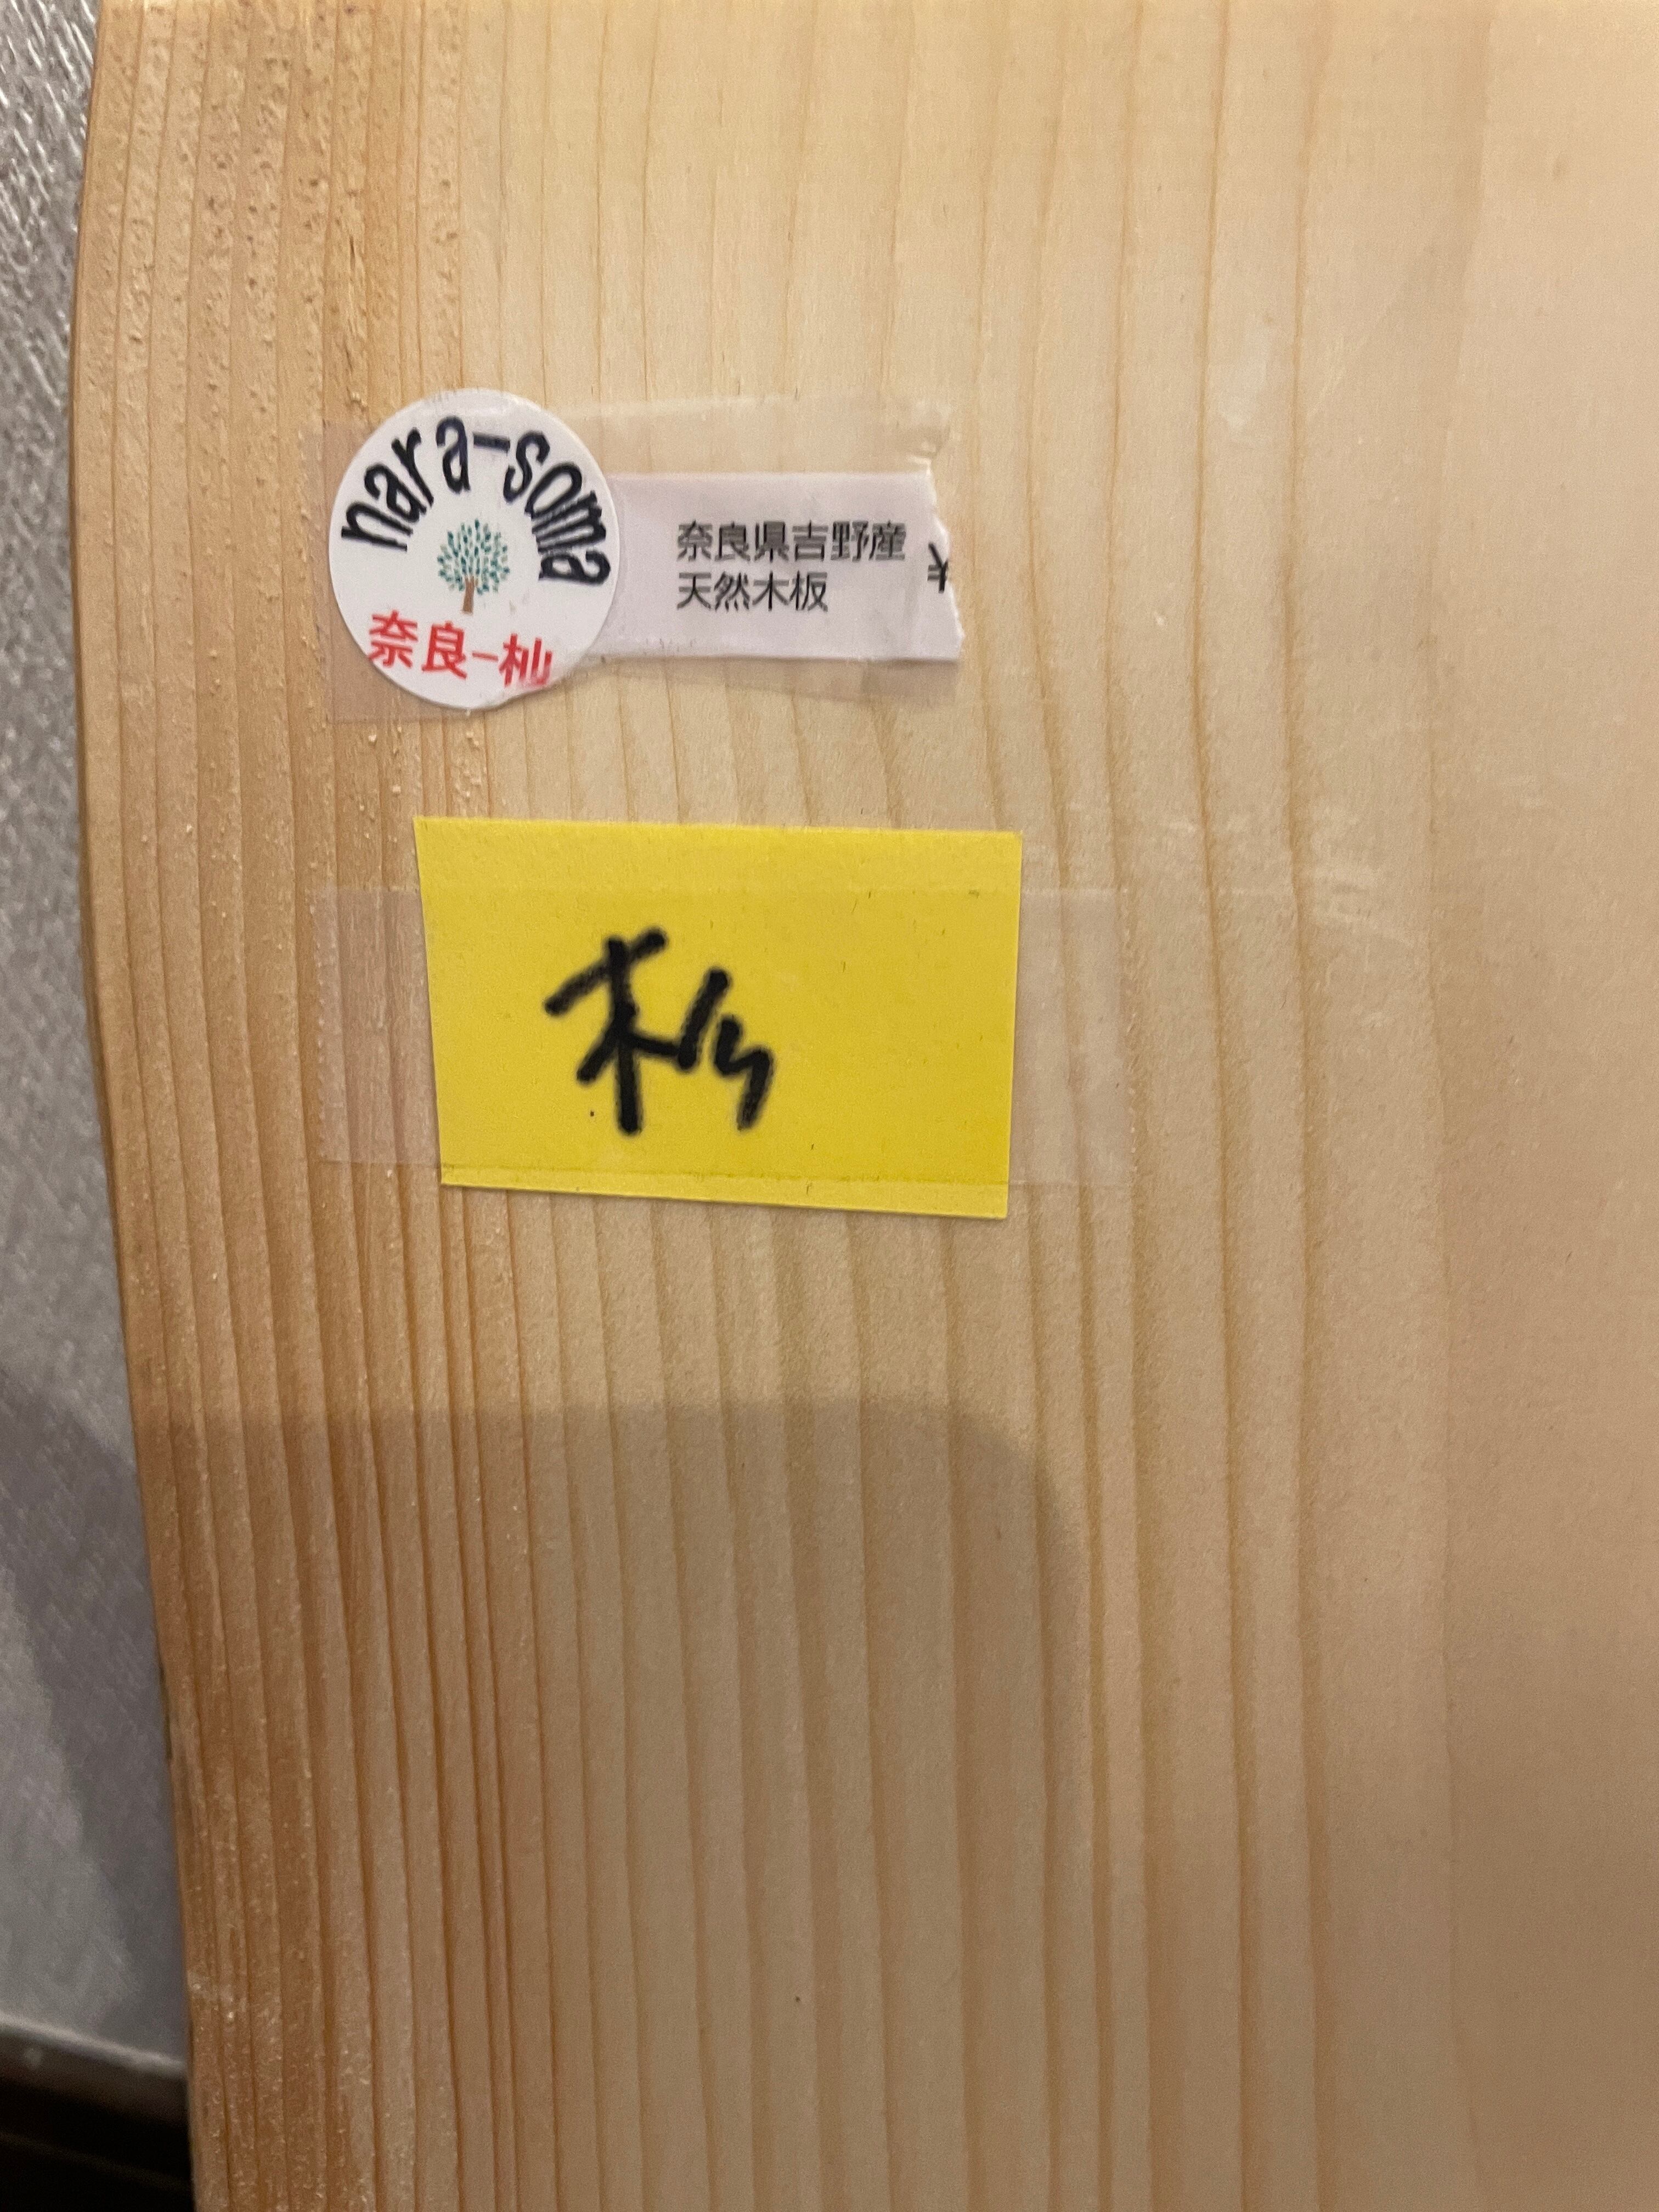 nara-soma
奈良-杣
奈良県吉野産
天然木板
¥
杉